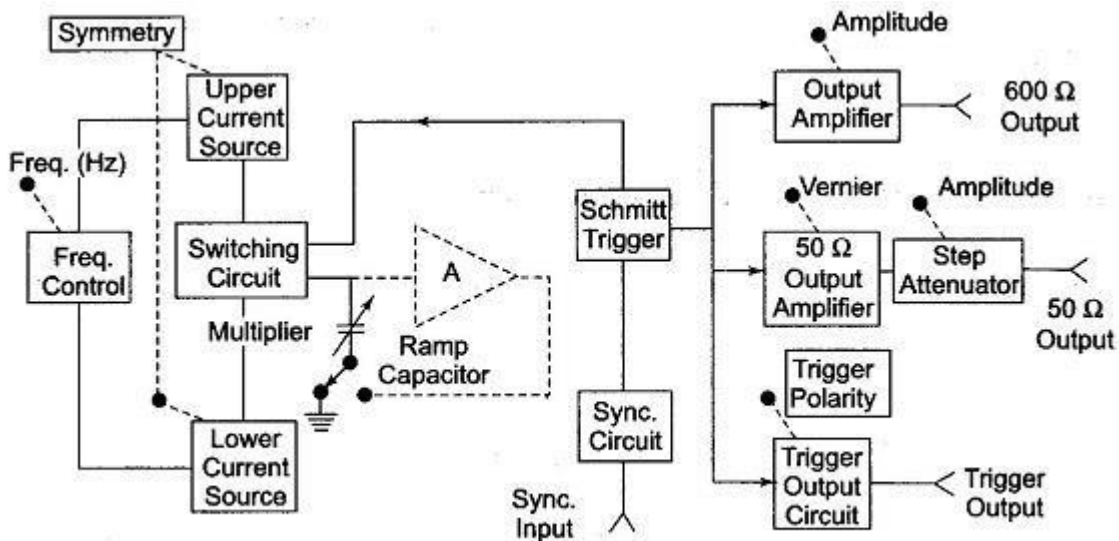 Symmetry
Upper
Current
Source
Freq. (Hz)
Freq.
Control
Switching
Circuit
Multiplier
A
Ramp
Capacitor
Lower
Current
Source
Schmitt
Trigger
Sync.
Circuit
Sync.
Input
Amplitude
Output
Amplifier
600 Ω
Output
Vernier
Amplitude
50 Ω
Output
Amplifier
Step
Attenuator
50 Ω
Output
Trigger
Polarity
Trigger
Output
Circuit
Trigger
Output